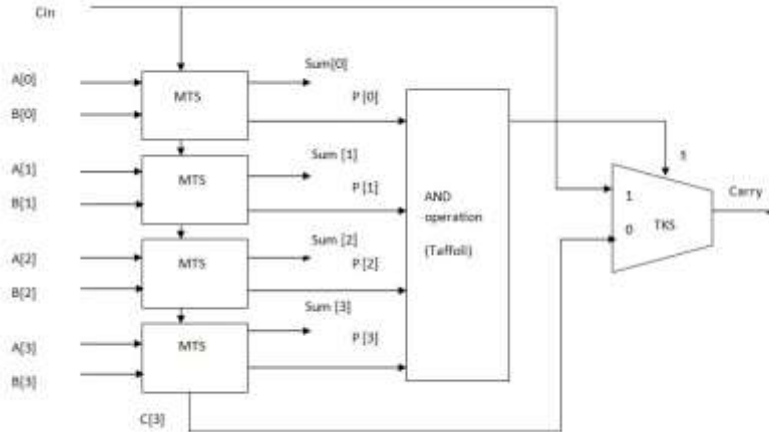 Cin
Sum[0]
A[0]
MTS
P [0]
B[0]
Sum [1]
A[1]
MTS
P [1]
B[1]
AND
operation
(Taffoli)
s
1
Carry
0
TKS
Sum [2]
A[2]
MTS
P [2]
B[2]
Sum [3]
A[3]
MTS
P [3]
B[3]
C[3]